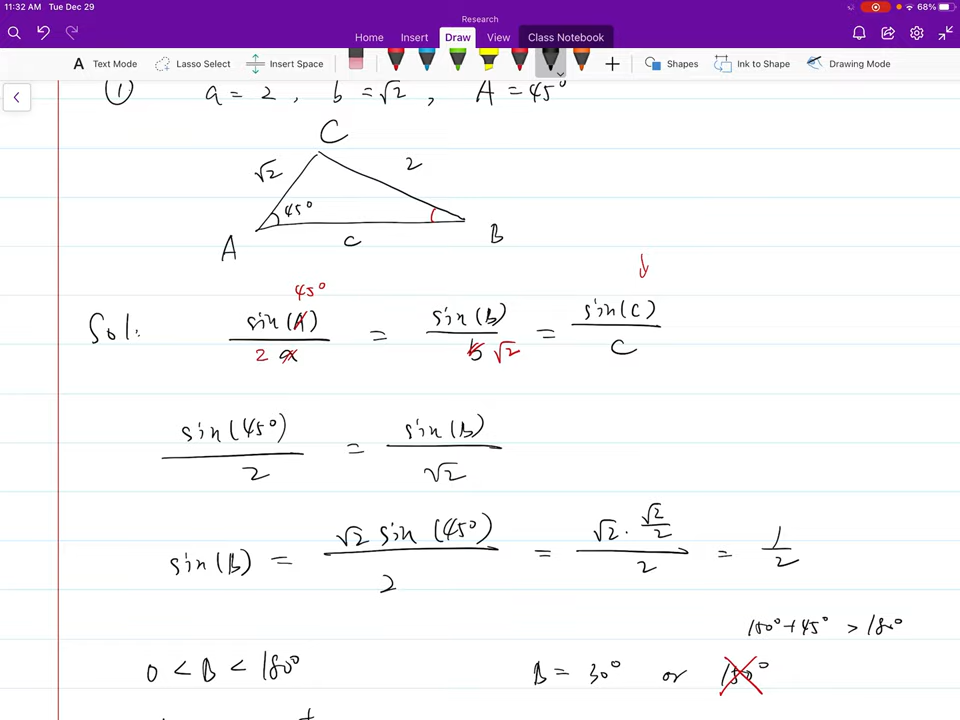 11:32 AM Tue Dec 29
68%
Research
Home Insert Draw View Class Notebook
Text Mode Lasso Select Insert Space Shapes Ink to Shape Drawing Mode
① a = 2 , b = √2 , A = 45°
C
√2 2
45°
A c B
45°
Sol: sin(A)/a = sin(B)/b = sin(C)/c
2 √2
sin(45°)/2 = sin(B)/√2
sin(B) = √2 sin(45°)/2 = √2 · √2/2 / 2 = 1/2
150° + 45° > 180°
0 < B < 180° B = 30° or 150°